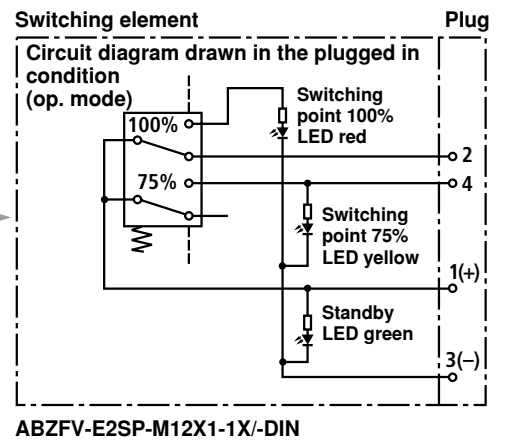 Switching element
Plug
Circuit diagram drawn in the plugged in
condition
(op. mode)
Switching
point 100%
LED red
100%
2
75%
4
Switching
point 75%
LED yellow
1(+)
Standby
LED green
3(–)
ABZFV-E2SP-M12X1-1X/-DIN